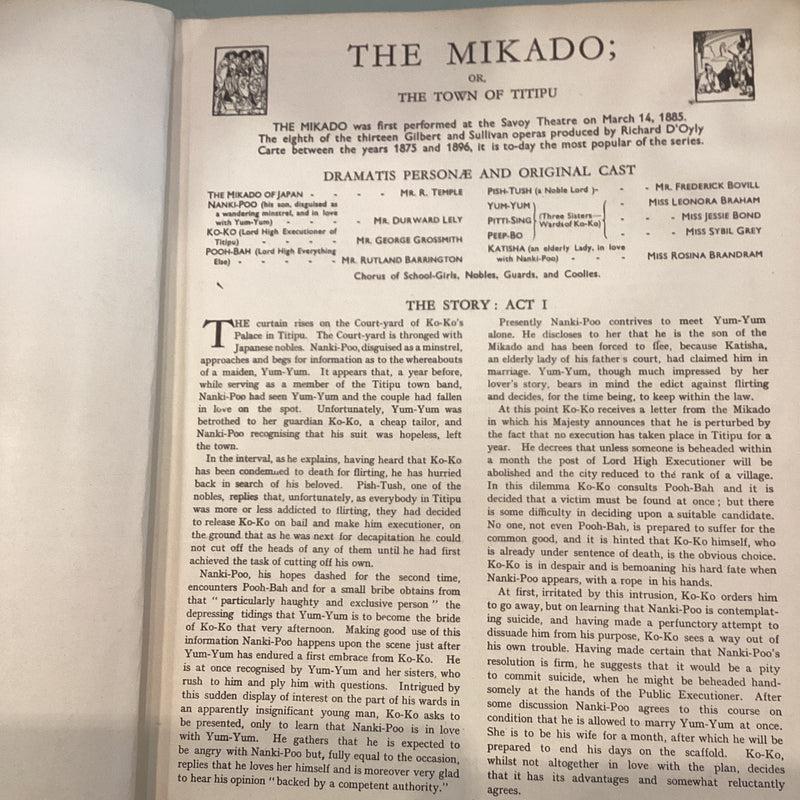 THE MIKADO;
OR,
THE TOWN OF TITIPU
THE MIKADO was first performed at the Savoy Theatre on March 14, 1885.
The eighth of the thirteen Gilbert and Sullivan operas produced by Richard D'Oyly
Carte between the years 1875 and 1896, it is to-day the most popular of the series.
DRAMATIS PERSONÆ AND ORIGINAL CAST
THE MIKADO OF JAPAN - - - - MR. R. TEMPLE
NANKI-POO (his son, disguised as
a wandering minstrel, and in love
with Yum-Yum) - - - - MR. DURWARD LELY
KO-KO (Lord High Executioner of
Titipu) - - - - - MR. GEORGE GROSSMITH
POOH-BAH (Lord High Everything
Else) - - - - - MR. RUTLAND BARRINGTON
PISH-TUSH (a Noble Lord )- - - MR. FREDERICK BOVILL
YUM-YUM - MISS LEONORA BRAHAM
PITTI-SING (Three Sisters—Wards of Ko-Ko) - - - MISS JESSIE BOND
PEEP-BO - - MISS SYBIL GREY
KATISHA (an elderly Lady, in love
with Nanki-Poo) - - - MISS ROSINA BRANDRAM
Chorus of School-Girls, Nobles, Guards, and Coolies.
THE STORY: ACT I
THE curtain rises on the Court-yard of Ko-Ko's
Palace in Titipu. The Court-yard is thronged with
Japanese nobles. Nanki-Poo, disguised as a minstrel,
approaches and begs for information as to the whereabouts
of a maiden, Yum-Yum. It appears that, a year before,
while serving as a member of the Titipu town band,
Nanki-Poo had seen Yum-Yum and the couple had fallen
in love on the spot. Unfortunately, Yum-Yum was
betrothed to her guardian Ko-Ko, a cheap tailor, and
Nanki-Poo recognising that his suit was hopeless, left
the town.
In the interval, as he explains, having heard that Ko-Ko
has been condemned to death for flirting, he has hurried
back in search of his beloved. Pish-Tush, one of the
nobles, replies that, unfortunately, as everybody in Titipu
was more or less addicted to flirting, they had decided
to release Ko-Ko on bail and make him executioner, on
the ground that as he was next for decapitation he could
not cut off the heads of any of them until he had first
achieved the task of cutting off his own.
Nanki-Poo, his hopes dashed for the second time,
encounters Pooh-Bah and for a small bribe obtains from
that "particularly haughty and exclusive person" the
depressing tidings that Yum-Yum is to become the bride
of Ko-Ko that very afternoon. Making good use of this
information Nanki-Poo happens upon the scene just after
Yum-Yum has endured a first embrace from Ko-Ko. He
is at once recognised by Yum-Yum and her sisters, who
rush to him and ply him with questions. Intrigued by
this sudden display of interest on the part of his wards in
an apparently insignificant young man, Ko-Ko asks to
be presented, only to learn that Nanki-Poo is in love
with Yum-Yum. He gathers that he is expected to
be angry with Nanki-Poo but, fully equal to the occasion,
replies that he loves her himself and is moreover very glad
to hear his opinion "backed by a competent authority."
Presently Nanki-Poo contrives to meet Yum-Yum
alone. He discloses to her that he is the son of the
Mikado and has been forced to flee, because Katisha,
an elderly lady of his father's court, had claimed him in
marriage. Yum-Yum, though much impressed by her
lover's story, bears in mind the edict against flirting
and decides, for the time being, to keep within the law.
At this point Ko-Ko receives a letter from the Mikado
in which his Majesty announces that he is perturbed by
the fact that no execution has taken place in Titipu for a
year. He decrees that unless someone is beheaded within
a month the post of Lord High Executioner will be
abolished and the city reduced to the rank of a village.
In this dilemma Ko-Ko consults Pooh-Bah and it is
decided that a victim must be found at once; but there
is some difficulty in deciding upon a suitable candidate.
No one, not even Pooh-Bah, is prepared to suffer for the
common good, and it is hinted that Ko-Ko himself, who
is already under sentence of death, is the obvious choice.
Ko-Ko is in despair and is bemoaning his hard fate when
Nanki-Poo appears, with a rope in his hands.
At first, irritated by this intrusion, Ko-Ko orders him
to go away, but on learning that Nanki-Poo is contemplat-
ing suicide, and having made a perfunctory attempt to
dissuade him from his purpose, Ko-Ko sees a way out of
his own trouble. Having made certain that Nanki-Poo's
resolution is firm, he suggests that it would be a pity
to commit suicide, when he might be beheaded hand-
somely at the hands of the Public Executioner. After
some discussion Nanki-Poo agrees to this course on
condition that he is allowed to marry Yum-Yum at once.
She is to be his wife for a month, after which he will be
prepared to end his days on the scaffold. Ko-Ko,
whilst not altogether in love with the plan, decides
that it has its advantages and somewhat reluctantly
agrees.